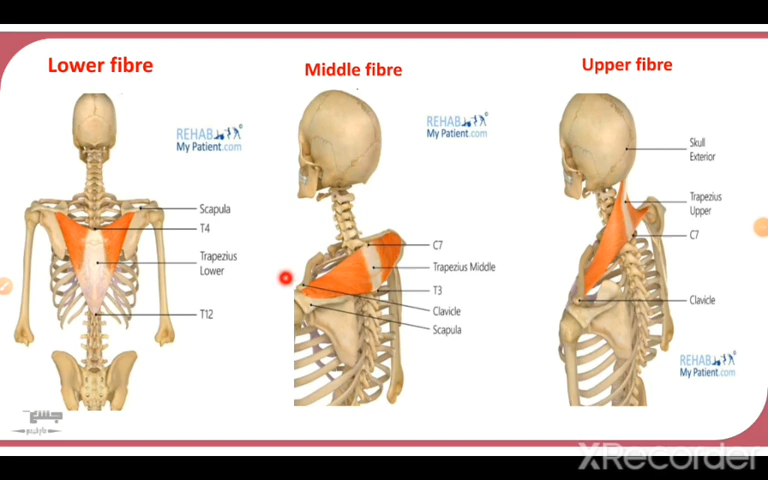 Lower fibre
Middle fibre
Upper fibre
REHAB
My Patient.com
Scapula
T4
Trapezius
Lower
T12
REHAB
My Patient.com
C7
Trapezius Middle
T3
Clavicle
Scapula
Skull
Exterior
Trapezius
Upper
C7
Clavicle
REHAB
My Patient.com
XRecorder